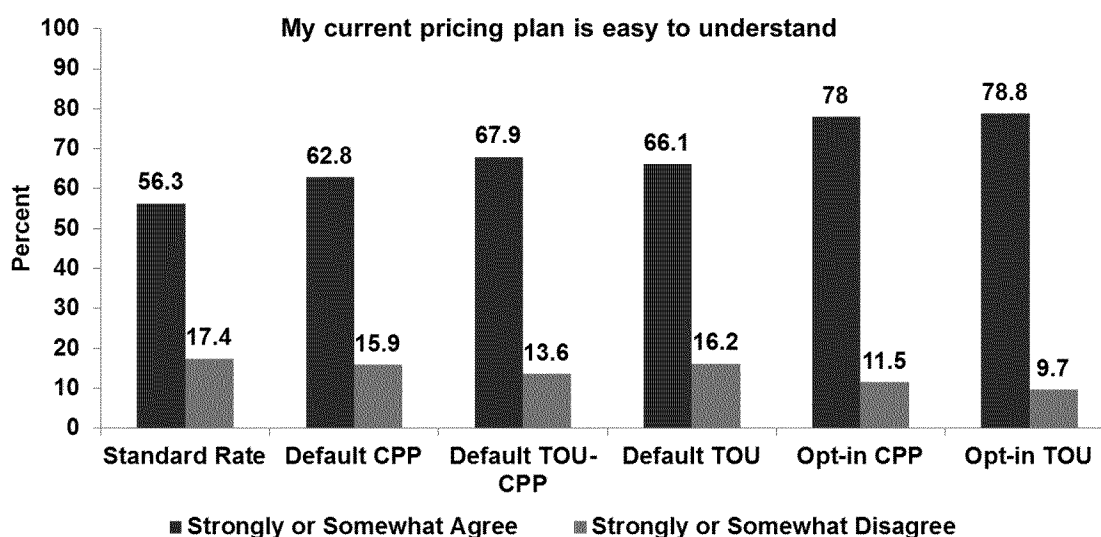 My current pricing plan is easy to understand
Percent
100
90
80
70
60
50
40
30
20
10
0
56.3
17.4
62.8
15.9
67.9
13.6
66.1
16.2
78
11.5
78.8
9.7
Standard Rate
Default CPP
Default TOU-
CPP
Default TOU
Opt-in CPP
Opt-in TOU
Strongly or Somewhat Agree
Strongly or Somewhat Disagree